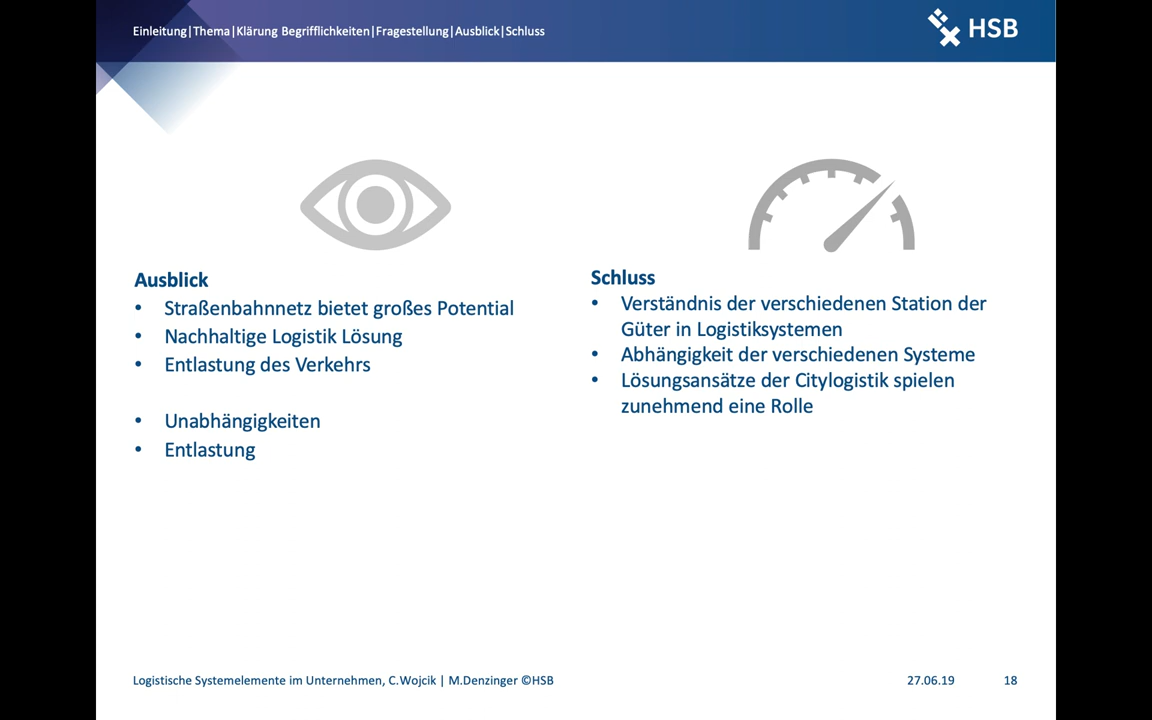 Einleitung|Thema|Klärung Begrifflichkeiten|Fragestellung|Ausblick|Schluss
HSB
Ausblick
• Straßenbahnnetz bietet großes Potential
• Nachhaltige Logistik Lösung
• Entlastung des Verkehrs
• Unabhängigkeiten
• Entlastung
Schluss
• Verständnis der verschiedenen Station der
Güter in Logistiksystemen
• Abhängigkeit der verschiedenen Systeme
• Lösungsansätze der Citylogistik spielen
zunehmend eine Rolle
Logistische Systemelemente im Unternehmen, C.Wojcik | M.Denzinger ©HSB
27.06.19
18